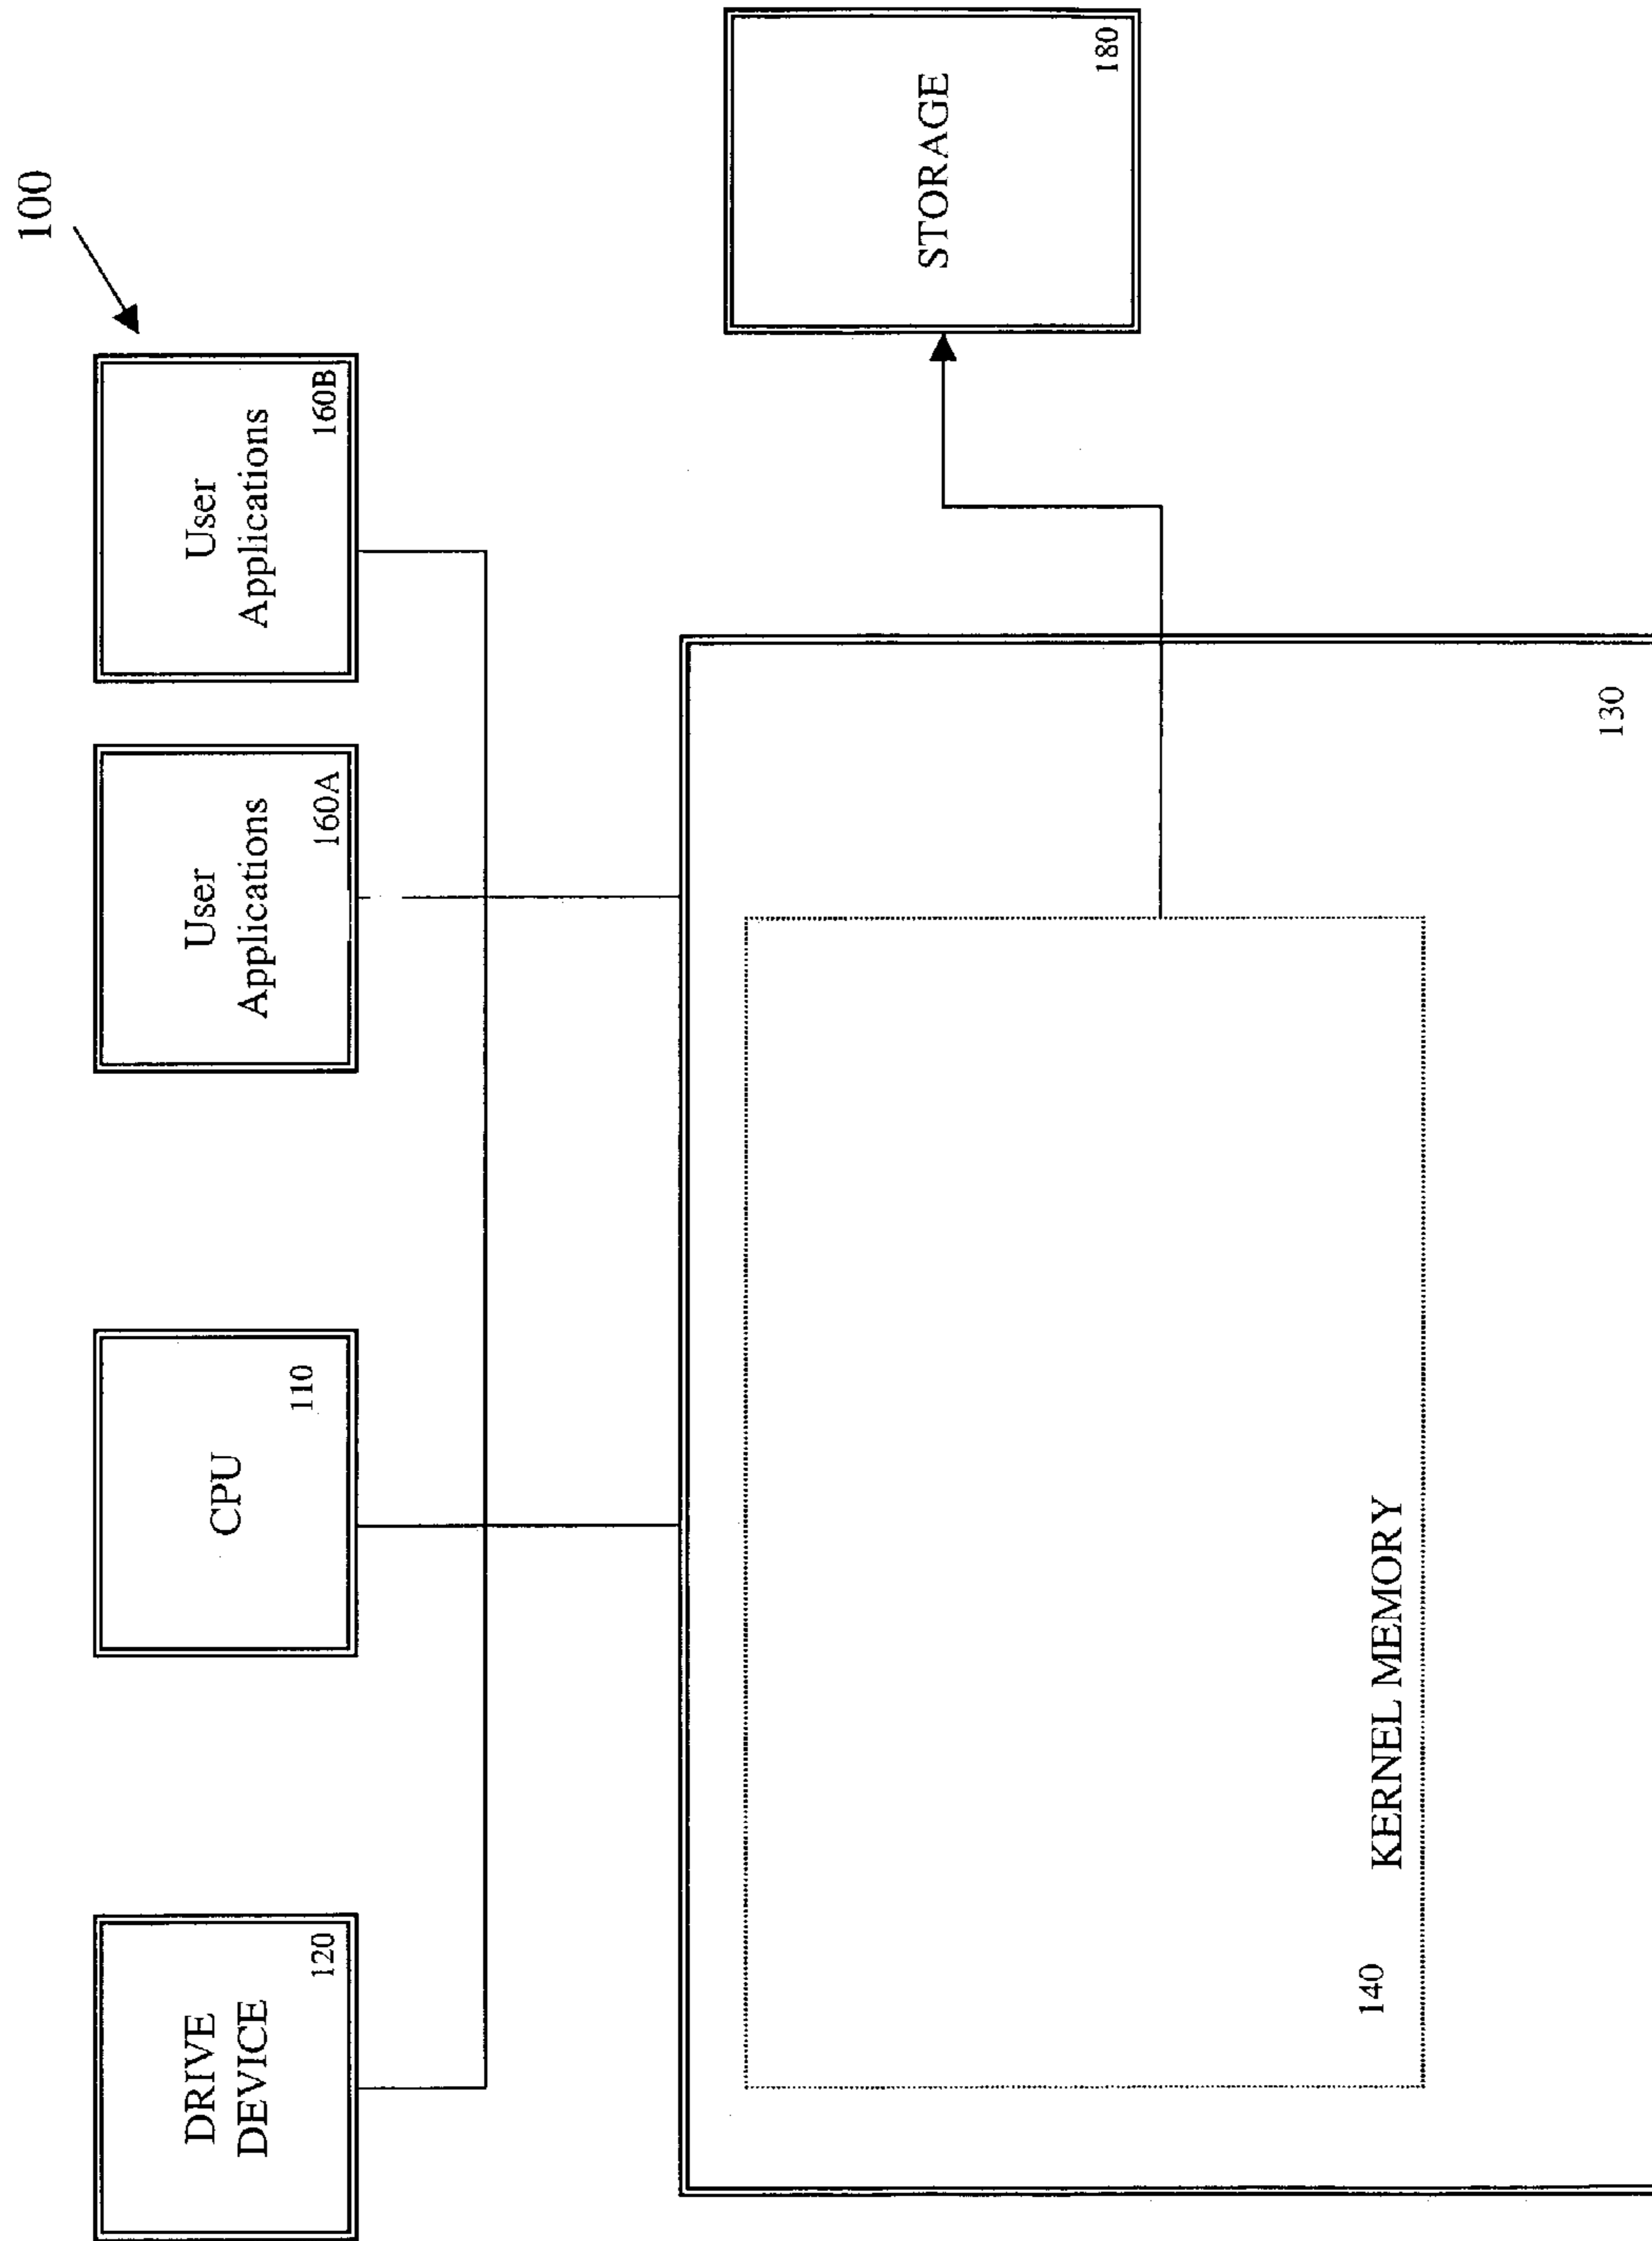 100
DRIVE
DEVICE
120
CPU
110
User
Applications
160A
User
Applications
160B
STORAGE
180
140
KERNEL MEMORY
130